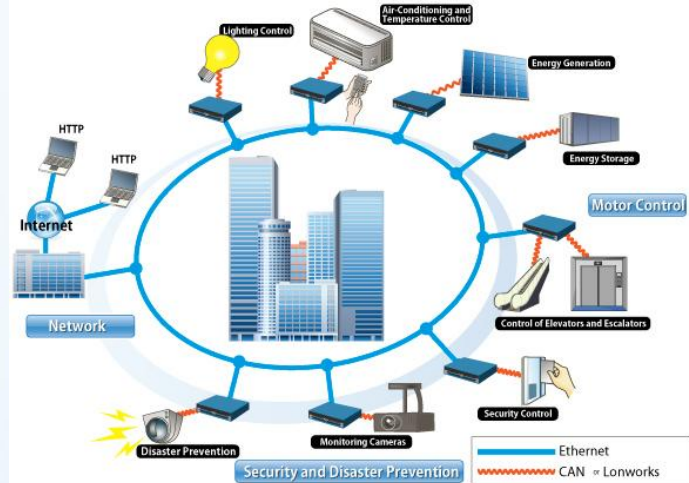 Lighting Control
Air-Conditioning and
Temperature Control
Energy Generation
Energy Storage
HTTP
HTTP
Internet
Network
Motor Control
Control of Elevators and Escalators
Security Control
Monitoring Cameras
Disaster Prevention
Security and Disaster Prevention
Ethernet
CAN or Lonworks